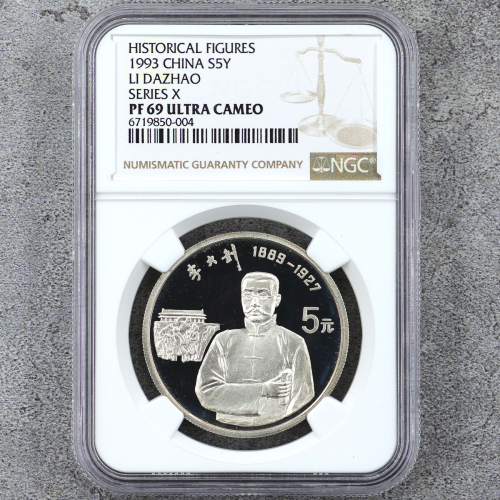 HISTORICAL FIGURES
1993 CHINA S5Y
LI DAZHAO
SERIES X
PF 69 ULTRA CAMEO
6719850-004
NUMISMATIC GUARANTY COMPANY
NGC®
李大钊 1889-1927
5元